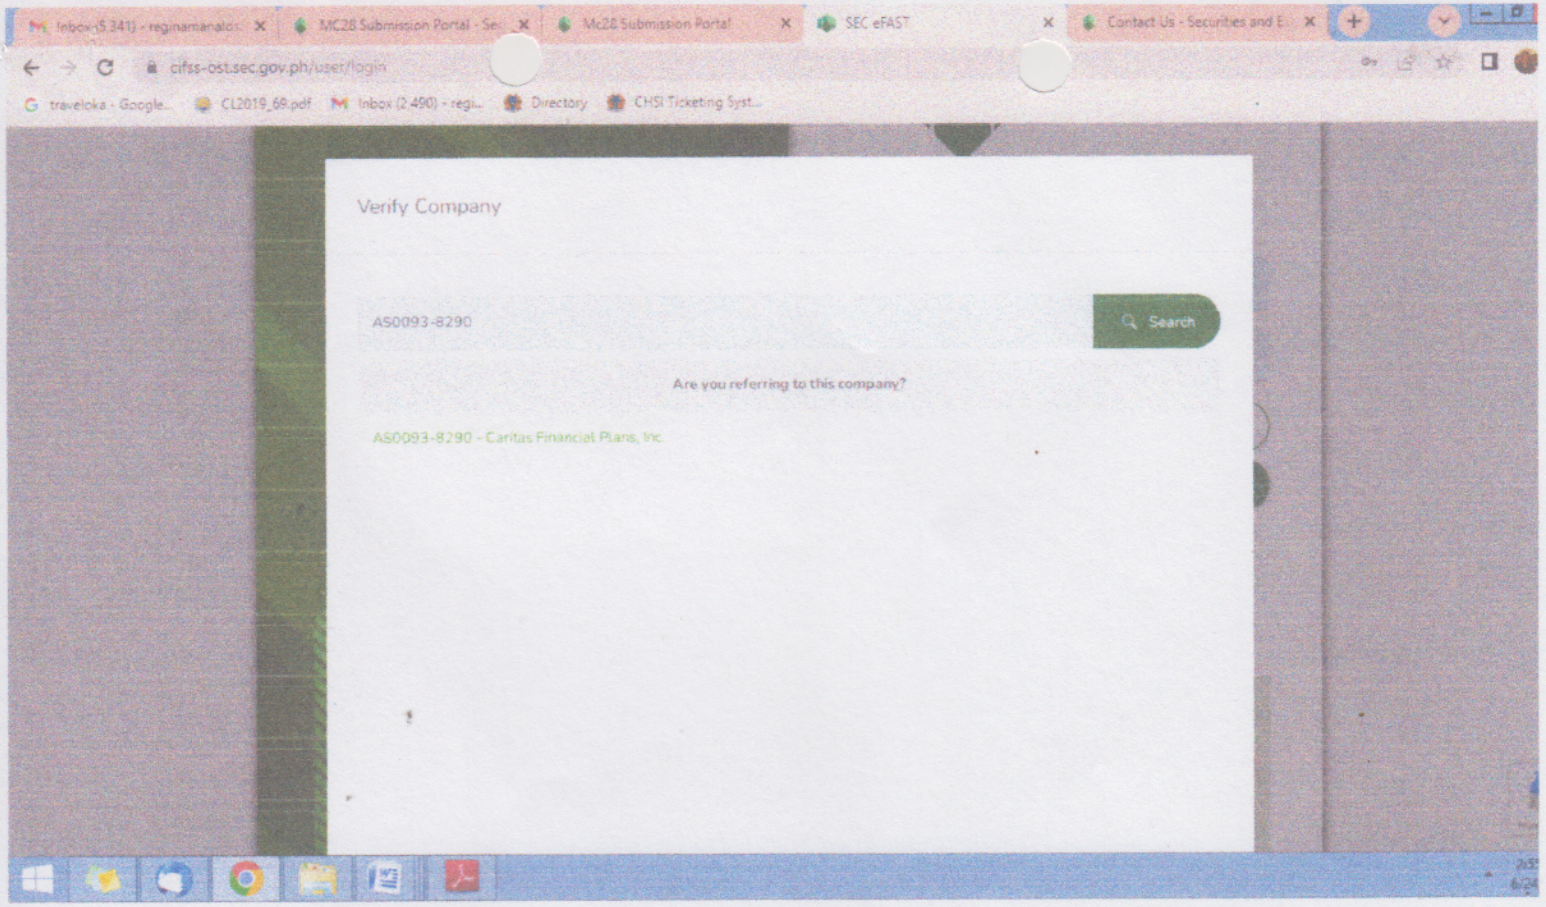 Inbox (5,341) - reginamanalos
MC28 Submission Portal - Sec
Mc28 Submission Portal
SEC eFAST
Contact Us - Securities and E
cifss-ost.sec.gov.ph/user/login
traveloka - Google...
CL2019_69.pdf
Inbox (2,490) - regi...
Directory
CHSI Ticketing Syst...
Verify Company
AS0093-8290
Search
Are you referring to this company?
AS0093-8290 - Caritas Financial Plans, Inc.